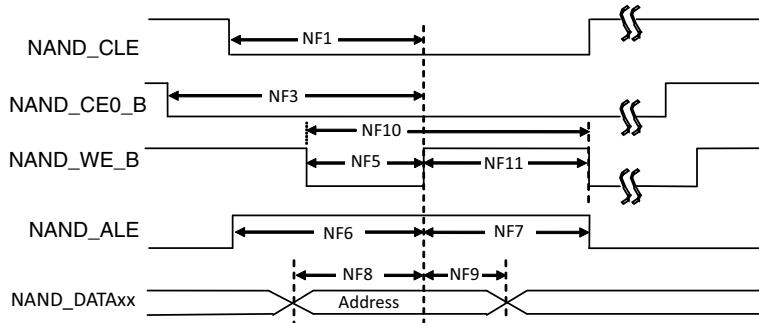 NAND_CLE
NF1
NAND_CE0_B
NF3
NF10
NAND_WE_B
NF5
NF11
NAND_ALE
NF6
NF7
NF8
NF9
NAND_DATAxx
Address